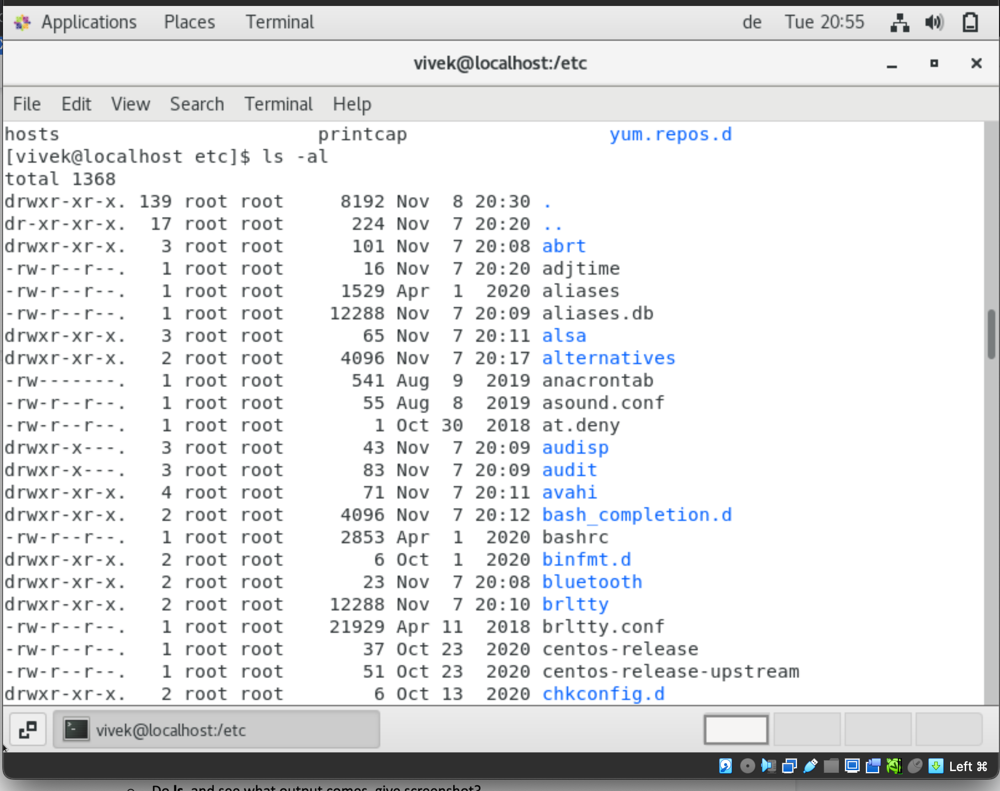 Applications Places Terminal de Tue 20:55
vivek@localhost:/etc
File Edit View Search Terminal Help
hosts printcap yum.repos.d
[vivek@localhost etc]$ ls -al
total 1368
drwxr-xr-x. 139 root root 8192 Nov 8 20:30 .
dr-xr-xr-x. 17 root root 224 Nov 7 20:20 ..
drwxr-xr-x. 3 root root 101 Nov 7 20:08 abrt
-rw-r--r--. 1 root root 16 Nov 7 20:20 adjtime
-rw-r--r--. 1 root root 1529 Apr 1 2020 aliases
-rw-r--r--. 1 root root 12288 Nov 7 20:09 aliases.db
drwxr-xr-x. 3 root root 65 Nov 7 20:11 alsa
drwxr-xr-x. 2 root root 4096 Nov 7 20:17 alternatives
-rw-------. 1 root root 541 Aug 9 2019 anacrontab
-rw-r--r--. 1 root root 55 Aug 8 2019 asound.conf
-rw-r--r--. 1 root root 1 Oct 30 2018 at.deny
drwxr-x---. 3 root root 43 Nov 7 20:09 audisp
drwxr-x---. 3 root root 83 Nov 7 20:09 audit
drwxr-xr-x. 4 root root 71 Nov 7 20:11 avahi
drwxr-xr-x. 2 root root 4096 Nov 7 20:12 bash_completion.d
-rw-r--r--. 1 root root 2853 Apr 1 2020 bashrc
drwxr-xr-x. 2 root root 6 Oct 1 2020 binfmt.d
drwxr-xr-x. 2 root root 23 Nov 7 20:08 bluetooth
drwxr-xr-x. 2 root root 12288 Nov 7 20:10 brltty
-rw-r--r--. 1 root root 21929 Apr 11 2018 brltty.conf
-rw-r--r--. 1 root root 37 Oct 23 2020 centos-release
-rw-r--r--. 1 root root 51 Oct 23 2020 centos-release-upstream
drwxr-xr-x. 2 root root 6 Oct 13 2020 chkconfig.d
vivek@localhost:/etc
Left ⌘
Do ls, and see what output comes, give screenshot?